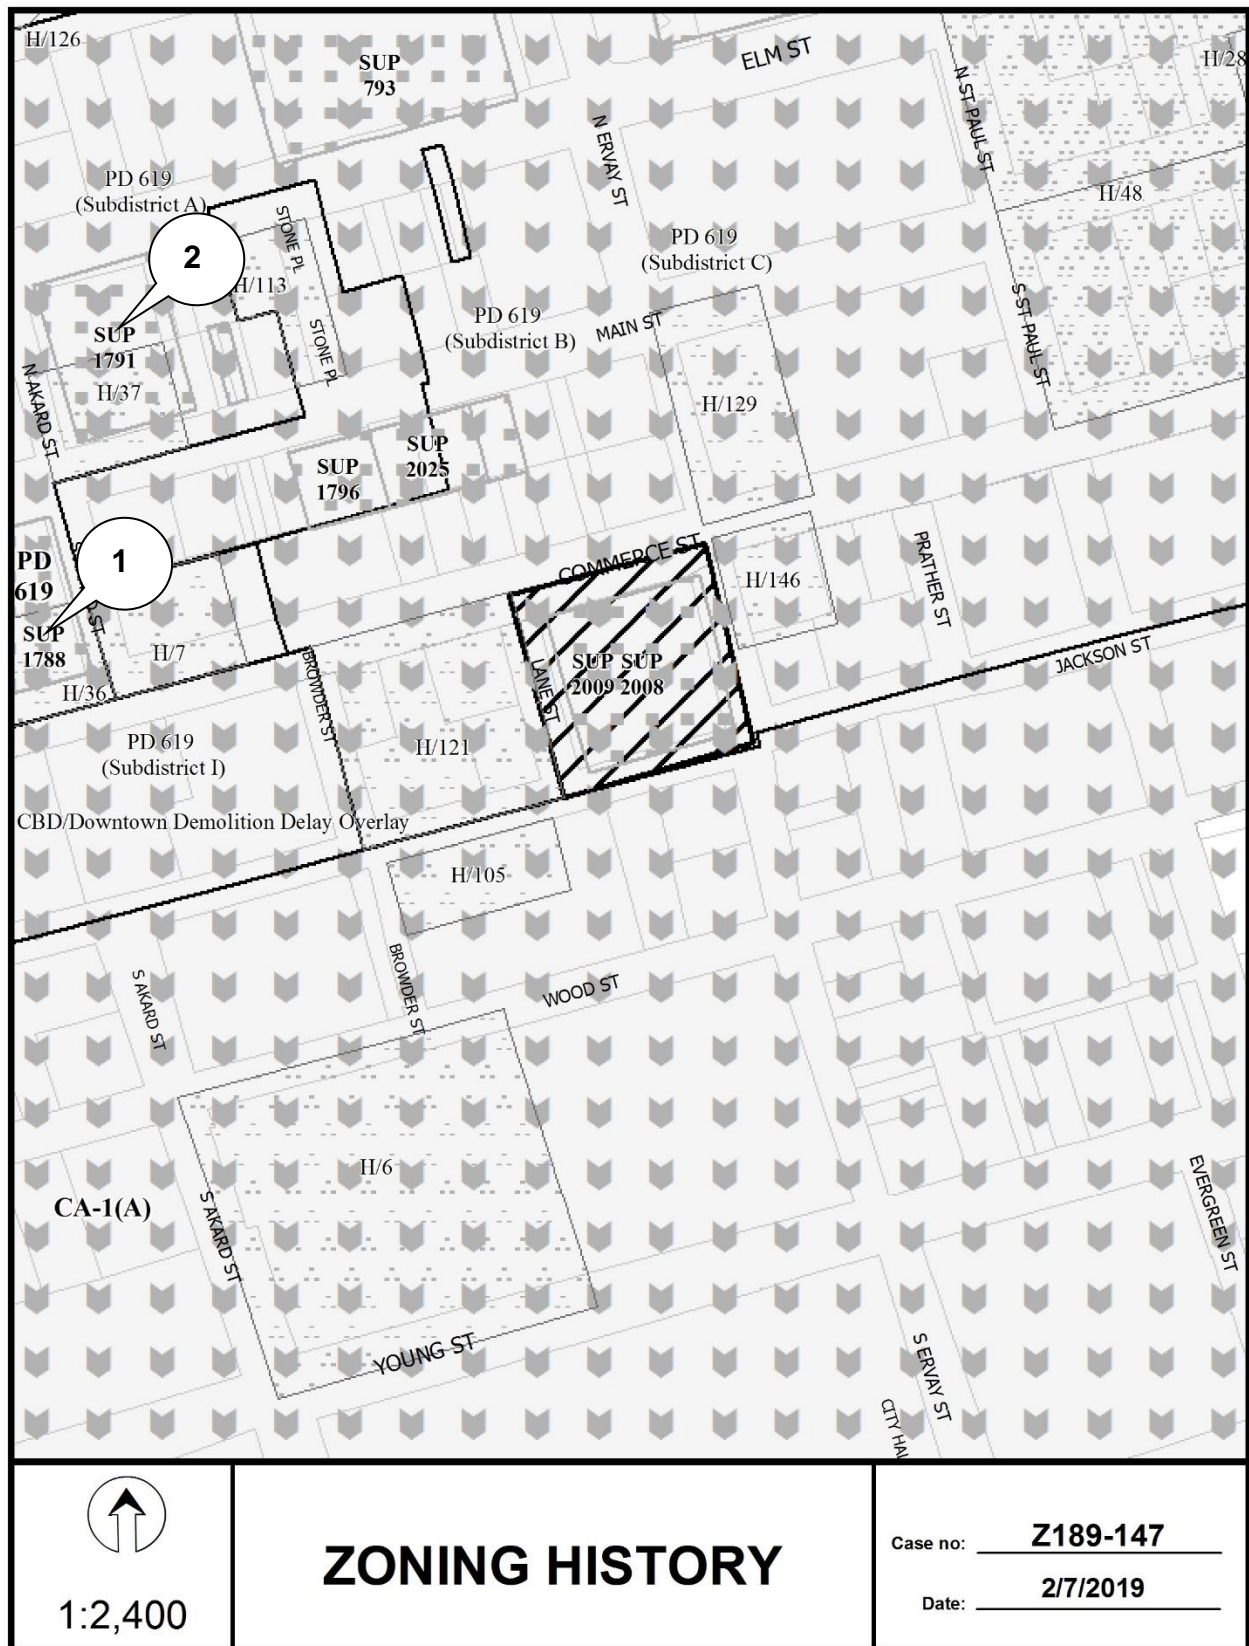 H/126
SUP
793
ELM ST
H/28
N ST PAUL ST
N ERVAY ST
PD 619
(Subdistrict A)
H/48
STONE PL
2
PD 619
(Subdistrict C)
H/113
S ST PAUL ST
PD 619
(Subdistrict B)
MAIN ST
STONE PL
SUP
1791
H/37
N AKARD ST
H/129
SUP
2025
SUP
1796
COMMERCE ST
PRATHER ST
PD
619
1
H/146
SUP
1788
H/7
H/36
BROWDER ST
LANE ST
SUP SUP
2009 2008
JACKSON ST
PD 619
(Subdistrict I)
H/121
CBD/Downtown Demolition Delay Overlay
H/105
S AKARD ST
BROWDER ST
WOOD ST
H/6
CA-1(A)
S AKARD ST
EVERGREEN ST
YOUNG ST
S ERVAY ST
1:2,400
ZONING HISTORY
Case no: Z189-147
Date: 2/7/2019